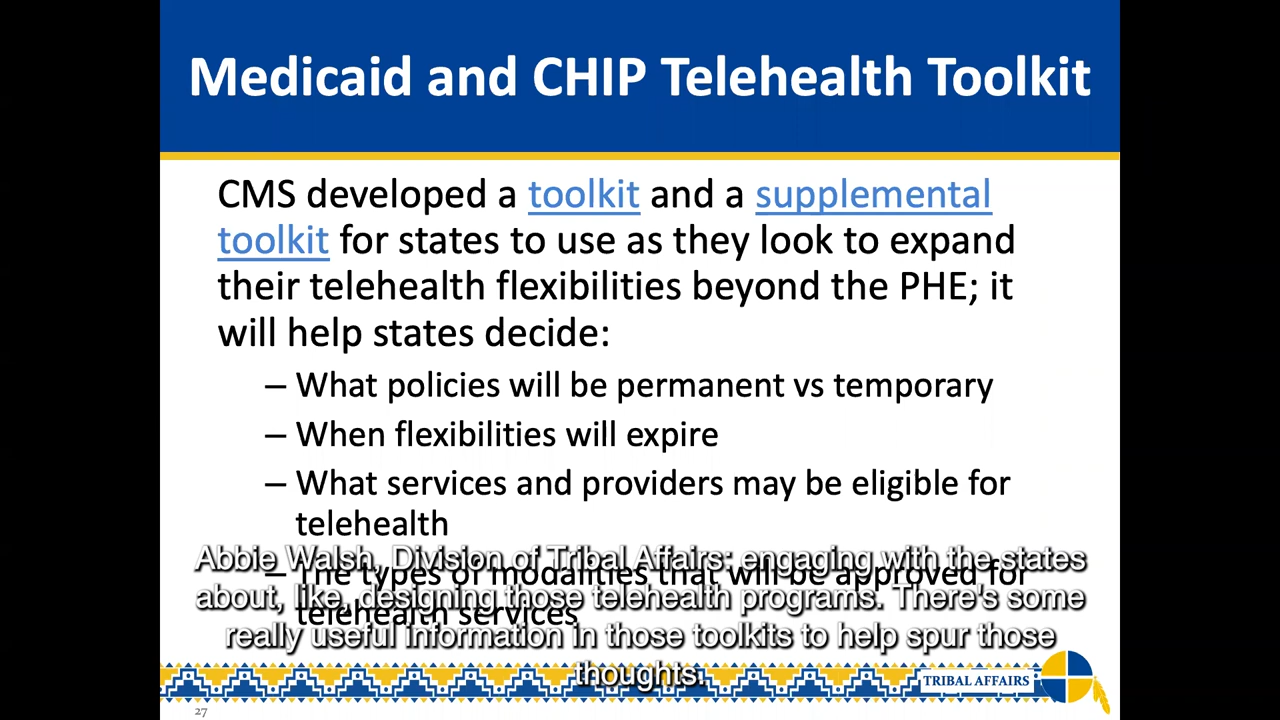 Medicaid and CHIP Telehealth Toolkit
CMS developed a toolkit and a supplemental
toolkit for states to use as they look to expand
their telehealth flexibilities beyond the PHE; it
will help states decide:
– What policies will be permanent vs temporary
– When flexibilities will expire
– What services and providers may be eligible for
telehealth
– The types of modalities that will be approved for
telehealth services
Abbie Walsh, Division of Tribal Affairs: engaging with the states
about, like, designing those telehealth programs. There's some
really useful information in those toolkits to help spur those
thoughts.
TRIBAL AFFAIRS
27